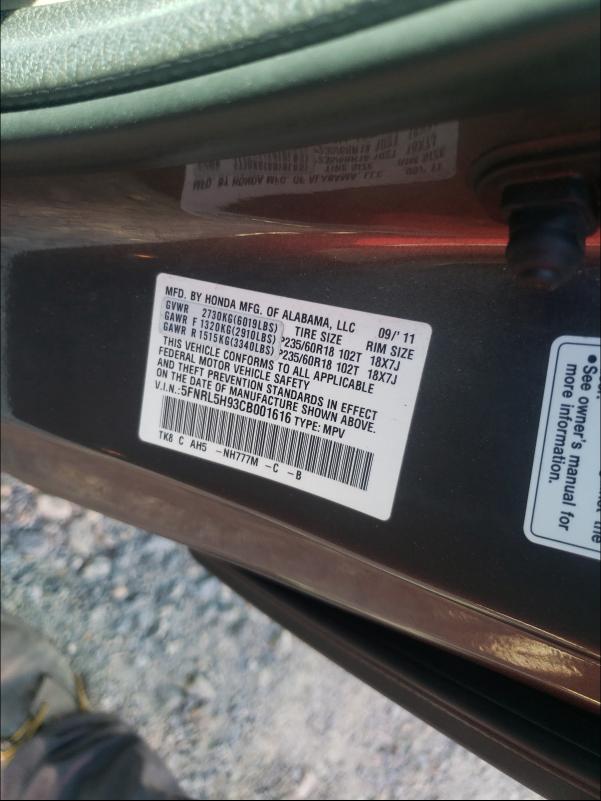 MFD. BY HONDA MFG. OF ALABAMA, LLC 09/'11
GVWR 2730KG(6019LBS) TIRE SIZE RIM SIZE
GAWR F 1320KG(2910LBS) P235/60R18 102T 18X7J
GAWR R 1515KG(3340LBS) P235/60R18 102T 18X7J
THIS VEHICLE CONFORMS TO ALL APPLICABLE
FEDERAL MOTOR VEHICLE SAFETY
AND THEFT PREVENTION STANDARDS IN EFFECT
ON THE DATE OF MANUFACTURE SHOWN ABOVE.
V.I.N.:5FNRL5H93CB001616 TYPE: MPV
TK8 C AH5 -NH777M -C -B
the
•See owner's
more information.
manual for